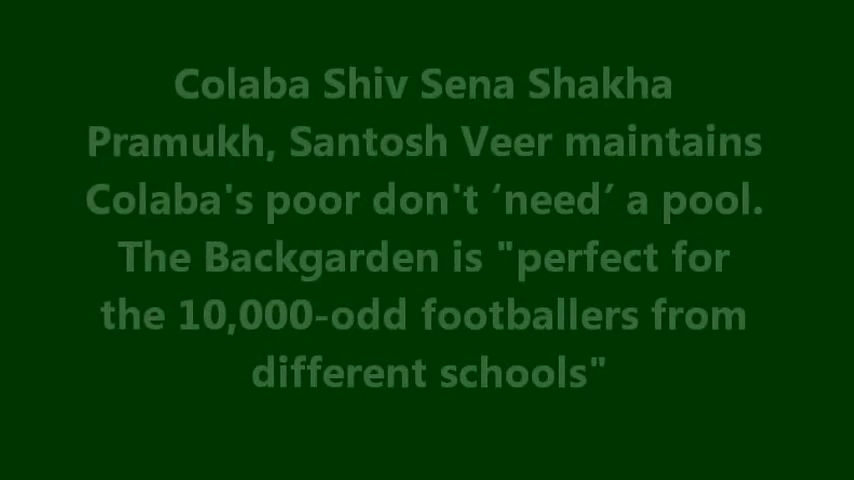 Colaba Shiv Sena Shakha
Pramukh, Santosh Veer maintains
Colaba's poor don't ‘need’ a pool.
The Backgarden is "perfect for
the 10,000-odd footballers from
different schools"